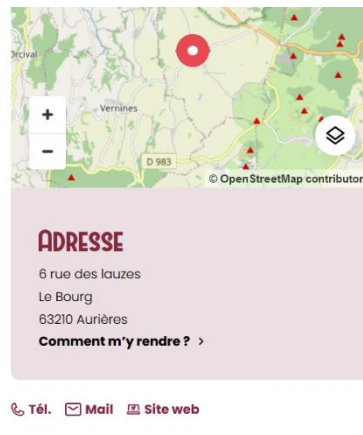 Orcival
+
Vernines
−
D 983
© OpenStreetMap contributor
ADRESSE
6 rue des lauzes
Le Bourg
63210 Aurières
Comment m’y rendre ? >
Tél. Mail Site web